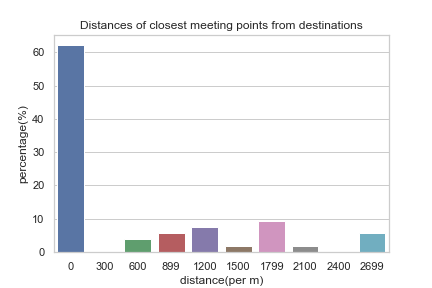 Distances of closest meeting points from destinations
percentage(%)
60
50
40
30
20
10
0
0 300 600 899 1200 1500 1799 2100 2400 2699
distance(per m)